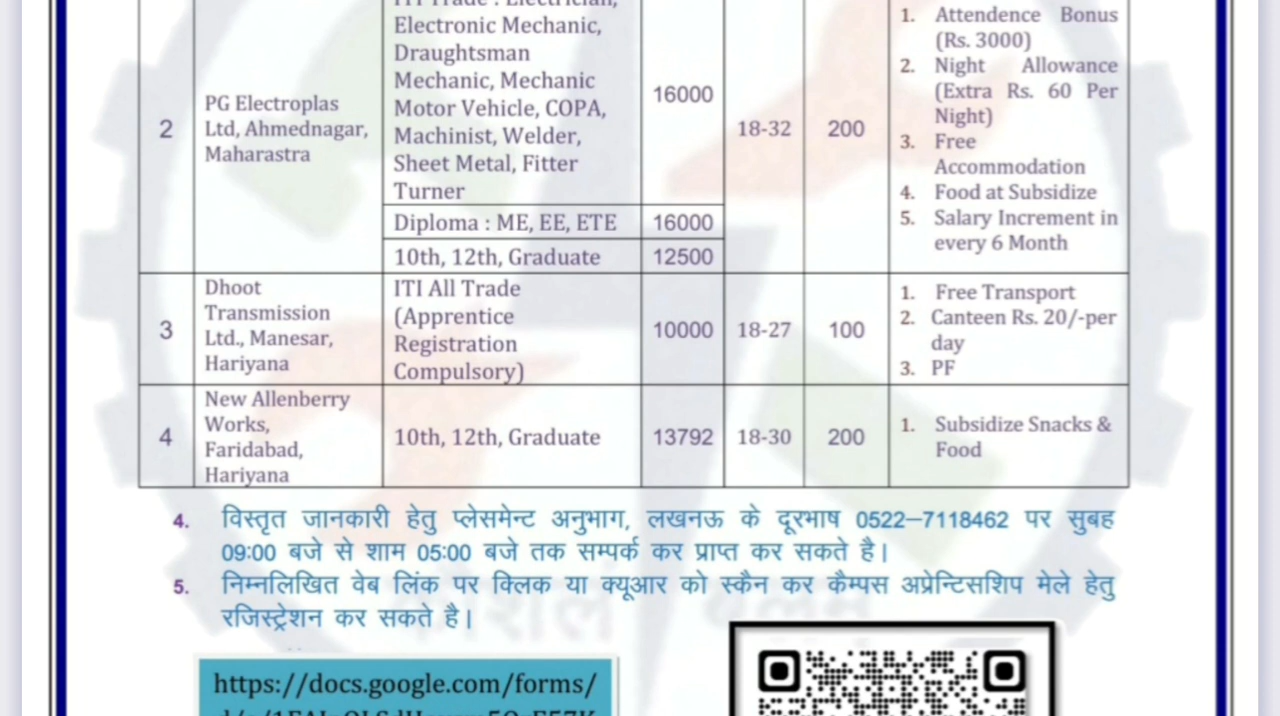 ITI Trade : Electrician,
Electronic Mechanic,
Draughtsman
Mechanic, Mechanic
Motor Vehicle, COPA,
Machinist, Welder,
Sheet Metal, Fitter
Turner
2
PG Electroplas
Ltd, Ahmednagar,
Maharastra
16000
Diploma : ME, EE, ETE
16000
10th, 12th, Graduate
12500
18-32
200
1. Attendence Bonus
(Rs. 3000)
2. Night Allowance
(Extra Rs. 60 Per
Night)
3. Free
Accommodation
4. Food at Subsidize
5. Salary Increment in
every 6 Month
3
Dhoot
Transmission
Ltd., Manesar,
Hariyana
ITI All Trade
(Apprentice
Registration
Compulsory)
10000
18-27
100
1. Free Transport
2. Canteen Rs. 20/-per
day
3. PF
4
New Allenberry
Works,
Faridabad,
Hariyana
10th, 12th, Graduate
13792
18-30
200
1. Subsidize Snacks &
Food
4. विस्तृत जानकारी हेतु प्लेसमेन्ट अनुभाग, लखनऊ के दूरभाष 0522–7118462 पर सुबह
09:00 बजे से शाम 05:00 बजे तक सम्पर्क कर प्राप्त कर सकते है।
5. निम्नलिखित वेब लिंक पर क्लिक या क्यूआर को स्कैन कर कैम्पस अप्रेन्टिसशिप मेले हेतु
रजिस्ट्रेशन कर सकते है।
https://docs.google.com/forms/